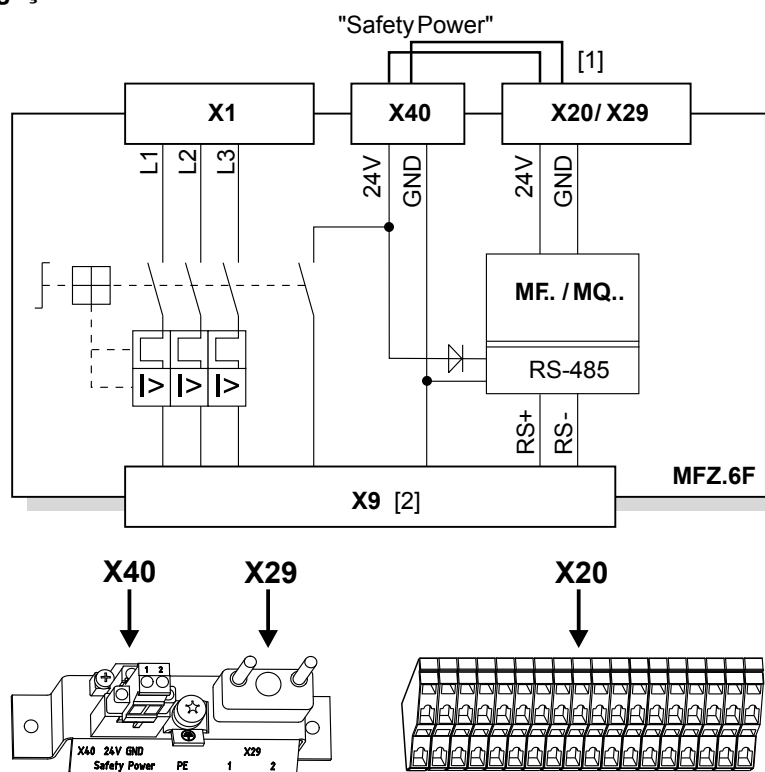 "Safety Power"
[1]
X1
X40
X20/ X29
L1
L2
L3
24V
GND
24V
GND
MF.. / MQ..
RS-485
I>
I>
I>
RS+
RS-
MFZ.6F
X9 [2]
X40
X29
X20
1 2
X40 24V GND
X29
Safety Power
PE
1
2